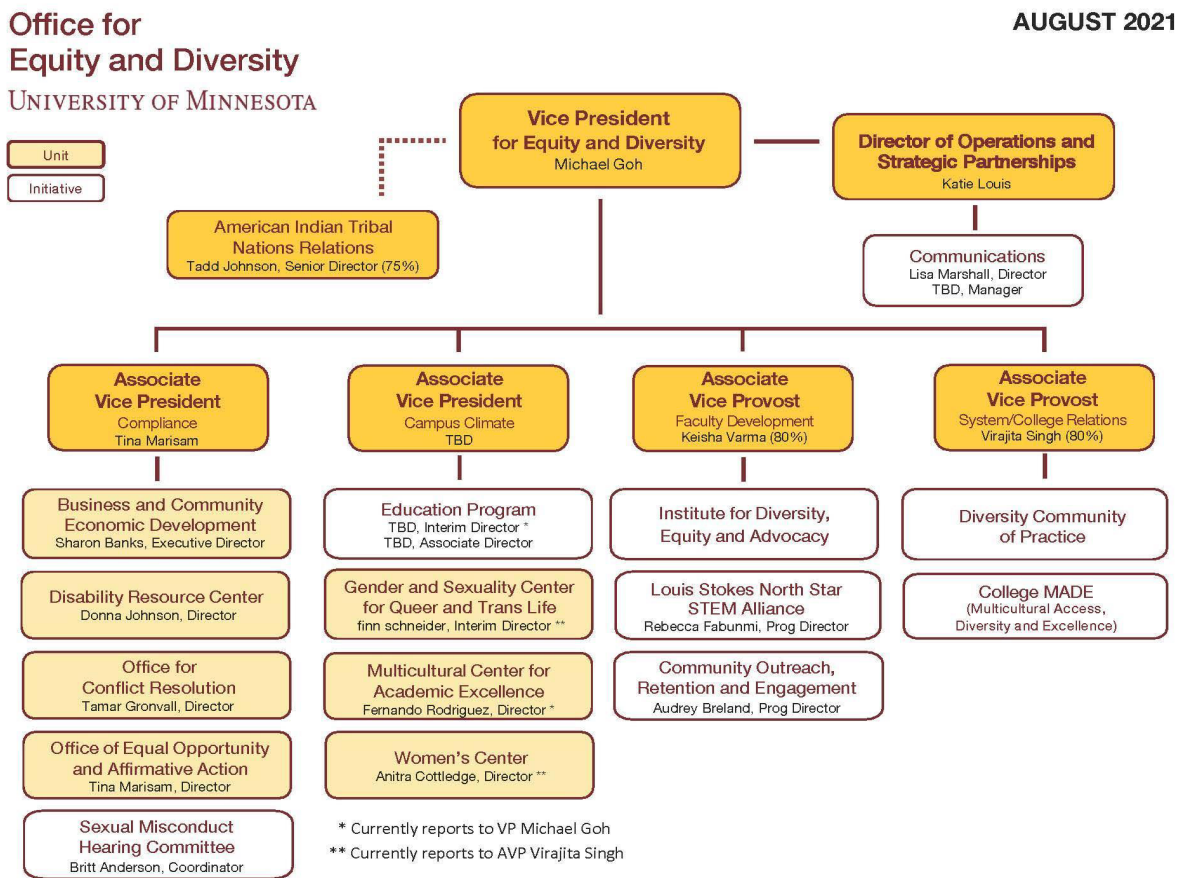 Office for
Equity and Diversity
UNIVERSITY OF MINNESOTA
AUGUST 2021
Unit
Initiative
Vice President
for Equity and Diversity
Michael Goh
Director of Operations and
Strategic Partnerships
Katie Louis
American Indian Tribal
Nations Relations
Tadd Johnson, Senior Director (75%)
Communications
Lisa Marshall, Director
TBD, Manager
Associate
Vice President
Compliance
Tina Marisam
Business and Community
Economic Development
Sharon Banks, Executive Director
Disability Resource Center
Donna Johnson, Director
Office for
Conflict Resolution
Tamar Gronvall, Director
Office of Equal Opportunity
and Affirmative Action
Tina Marisam, Director
Sexual Misconduct
Hearing Committee
Britt Anderson, Coordinator
Associate
Vice President
Campus Climate
TBD
Education Program
TBD, Interim Director *
TBD, Associate Director
Gender and Sexuality Center
for Queer and Trans Life
finn schneider, Interim Director **
Multicultural Center for
Academic Excellence
Fernando Rodriguez, Director *
Women's Center
Anitra Cottledge, Director **
Associate
Vice Provost
Faculty Development
Keisha Varma (80%)
Institute for Diversity,
Equity and Advocacy
Louis Stokes North Star
STEM Alliance
Rebecca Fabunmi, Prog Director
Community Outreach,
Retention and Engagement
Audrey Breland, Prog Director
Associate
Vice Provost
System/College Relations
Virajita Singh (80%)
Diversity Community
of Practice
College MADE
(Multicultural Access,
Diversity and Excellence)
* Currently reports to VP Michael Goh
** Currently reports to AVP Virajita Singh